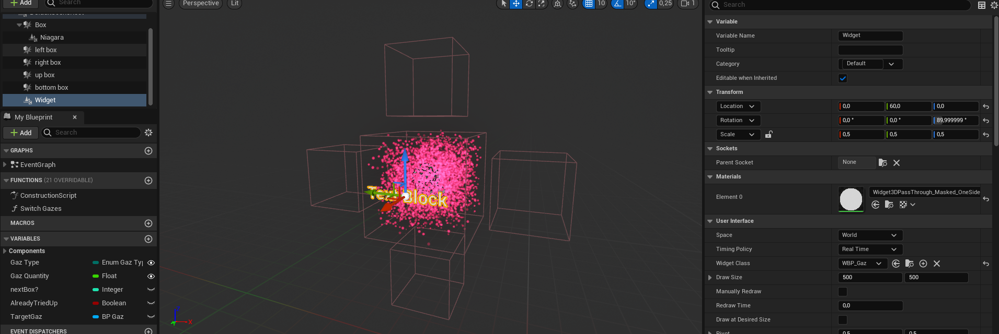 Add
Search
Box
Niagara
left box
right box
up box
bottom box
Widget
My Blueprint
Add
Search
GRAPHS
EventGraph
FUNCTIONS (21 OVERRIDABLE)
ConstructionScript
Switch Gazes
MACROS
VARIABLES
Components
Gaz Type Enum Gaz Ty
Gaz Quantity Float
nextBox? Integer
AlreadyTriedUp Boolean
TargetGaz BP Gaz
EVENT DISPATCHERS
Perspective Lit
10 10° 0,25 1
Text Block
Z
X
Search
Variable
Variable Name Widget
Tooltip
Category Default
Editable when Inherited
Transform
Location 0,0 60,0 0,0
Rotation 0,0 ° 0,0 ° 89,999999 °
Scale 0,5 0,5 0,5
Sockets
Parent Socket None
Materials
Element 0 Widget3DPassThrough_Masked_OneSide
User Interface
Space World
Timing Policy Real Time
Widget Class WBP_Gaz
Draw Size 500 500
Manually Redraw
Redraw Time 0,0
Draw at Desired Size
Pivot 0,5 0,5